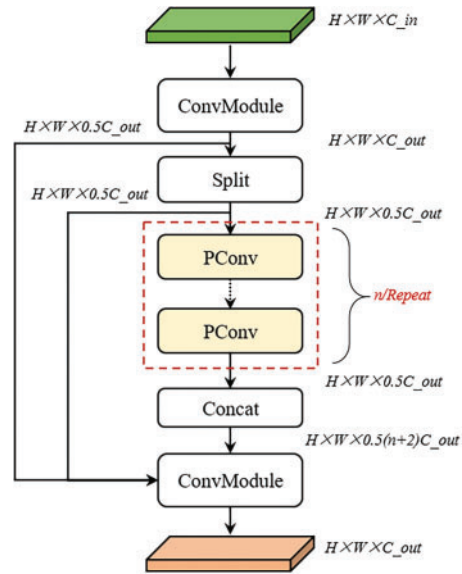 H×W×C_in
ConvModule
H×W×0.5C_out
H×W×C_out
Split
H×W×0.5C_out
H×W×0.5C_out
PConv
n/Repeat
PConv
H×W×0.5C_out
Concat
H×W×0.5(n+2)C_out
ConvModule
H×W×C_out